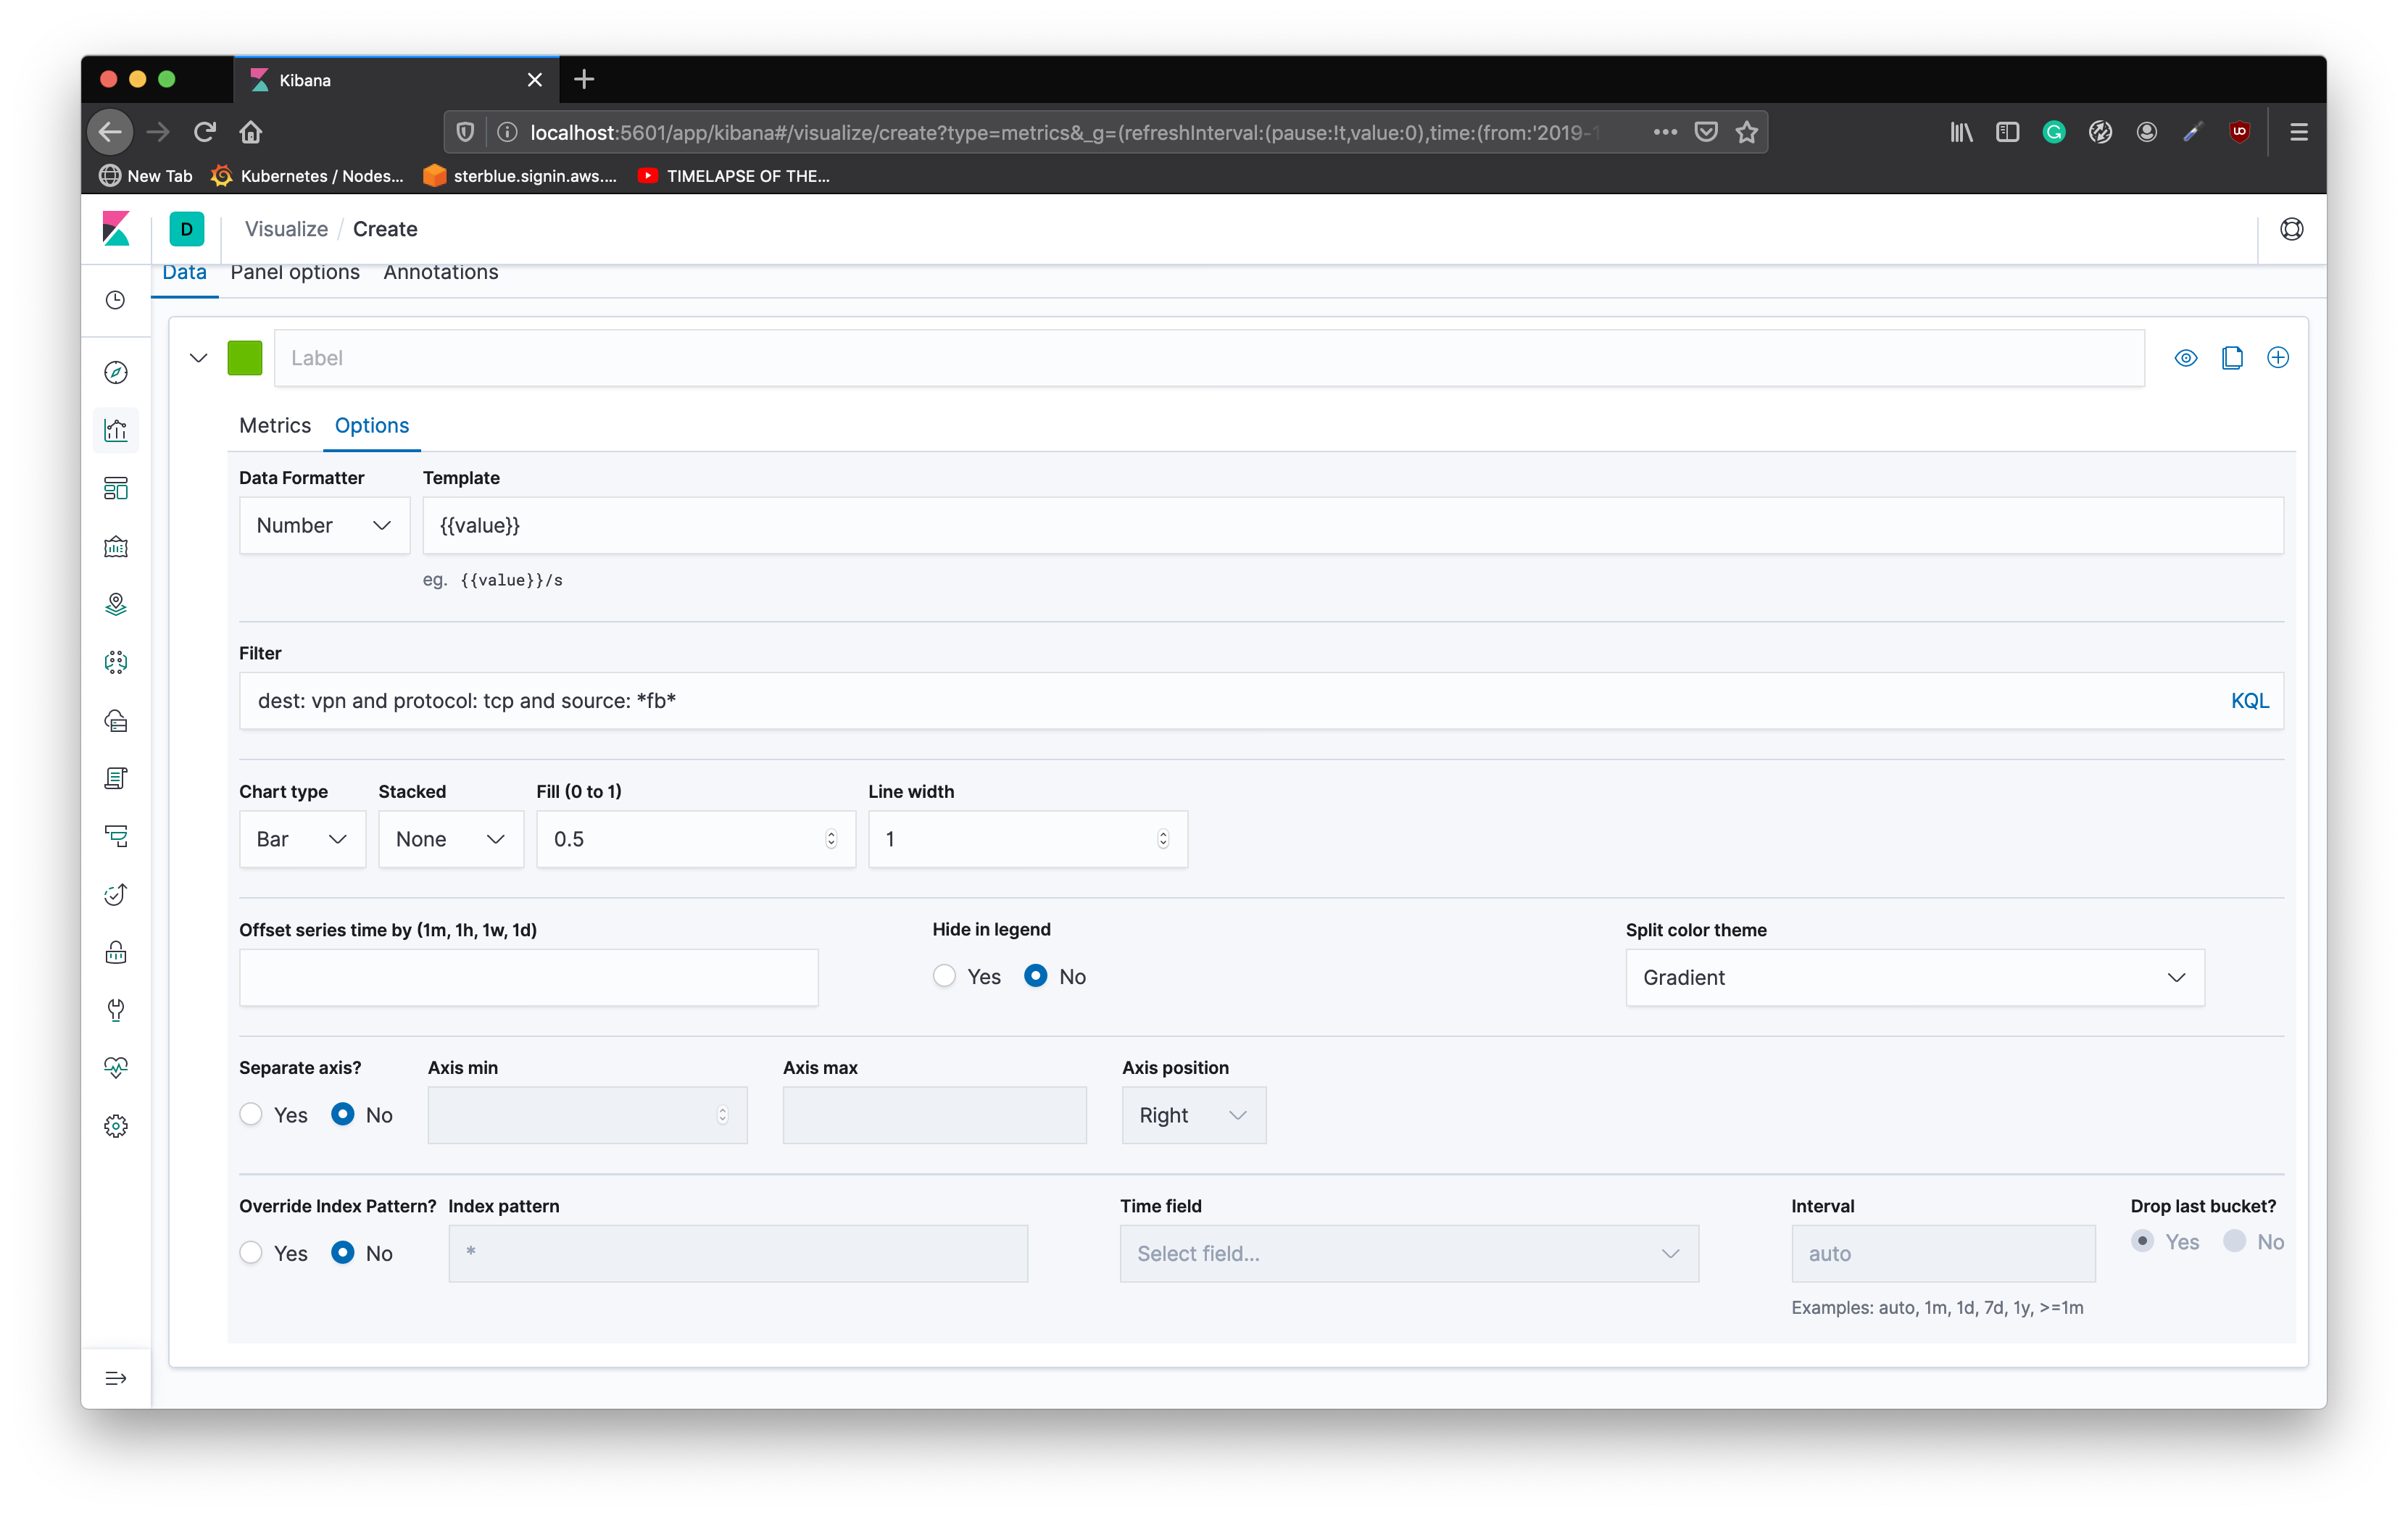 Kibana
localhost:5601/app/kibana#/visualize/create?type=metrics&_g=(refreshInterval:(pause:!t,value:0),time:(from:'2019-1
New Tab Kubernetes / Nodes... sterblue.signin.aws.... TIMELAPSE OF THE...
D Visualize / Create
Data Panel options Annotations
Label
Metrics Options
Data Formatter Template
Number {{value}}
eg. {{value}}/s
Filter
dest: vpn and protocol: tcp and source: *fb* KQL
Chart type Stacked Fill (0 to 1) Line width
Bar None 0.5 1
Offset series time by (1m, 1h, 1w, 1d) Hide in legend Split color theme
Yes No Gradient
Separate axis? Axis min Axis max Axis position
Yes No Right
Override Index Pattern? Index pattern Time field Interval Drop last bucket?
Yes No * Select field... auto Yes No
Examples: auto, 1m, 1d, 7d, 1y, >=1m